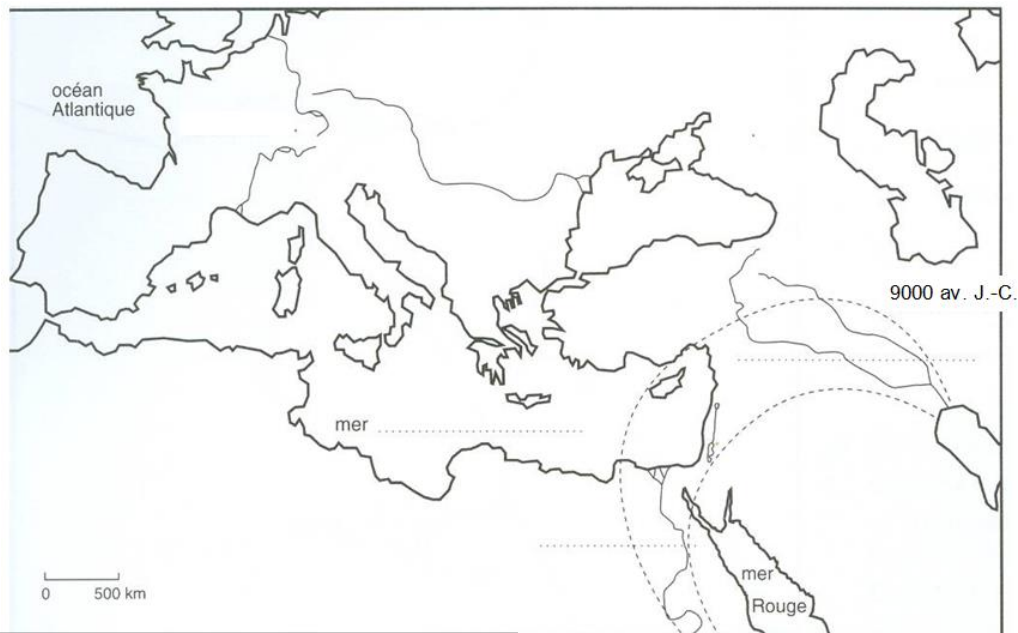 océan
Atlantique
9000 av. J.-C.
mer
mer
Rouge
0 500 km